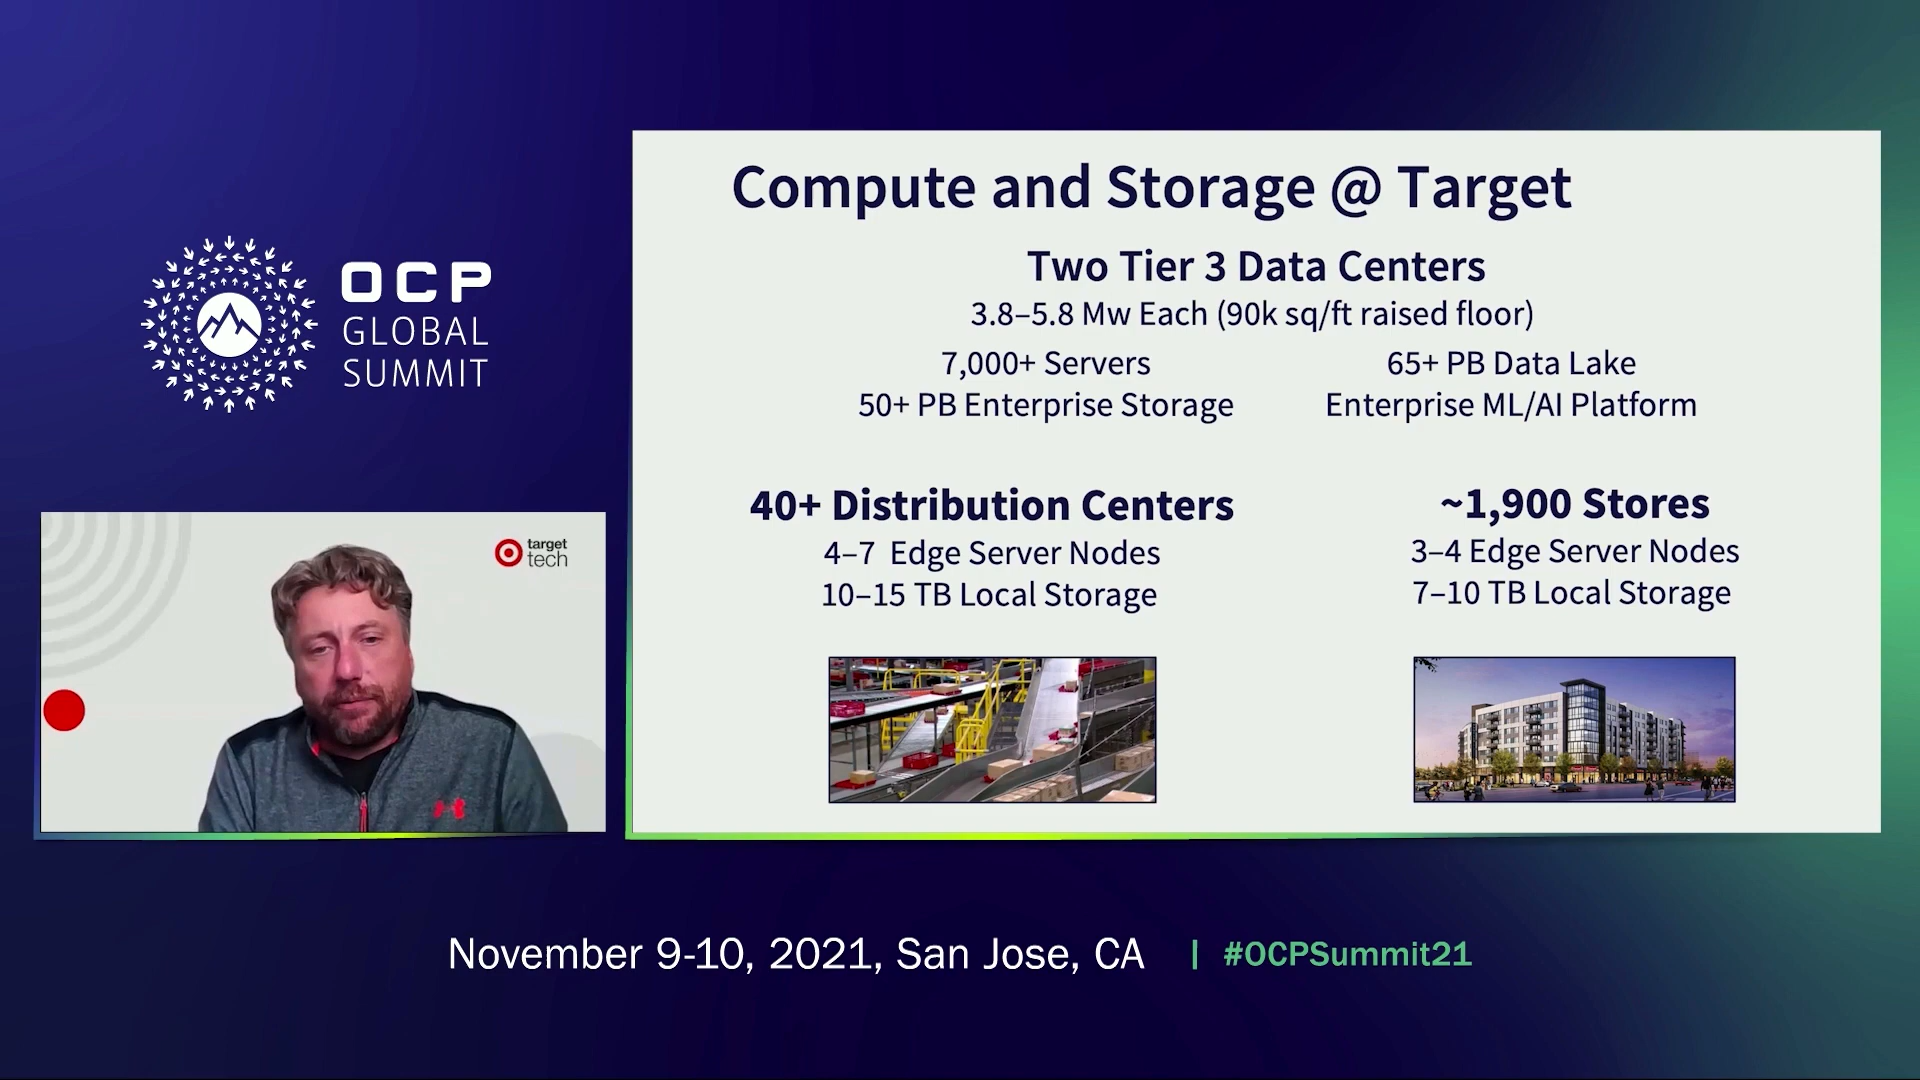 OCP
GLOBAL
SUMMIT
target
tech
Compute and Storage @ Target
Two Tier 3 Data Centers
3.8–5.8 Mw Each (90k sq/ft raised floor)
7,000+ Servers
50+ PB Enterprise Storage
65+ PB Data Lake
Enterprise ML/AI Platform
40+ Distribution Centers
4–7 Edge Server Nodes
10–15 TB Local Storage
~1,900 Stores
3–4 Edge Server Nodes
7–10 TB Local Storage
November 9-10, 2021, San Jose, CA | #OCPSummit21